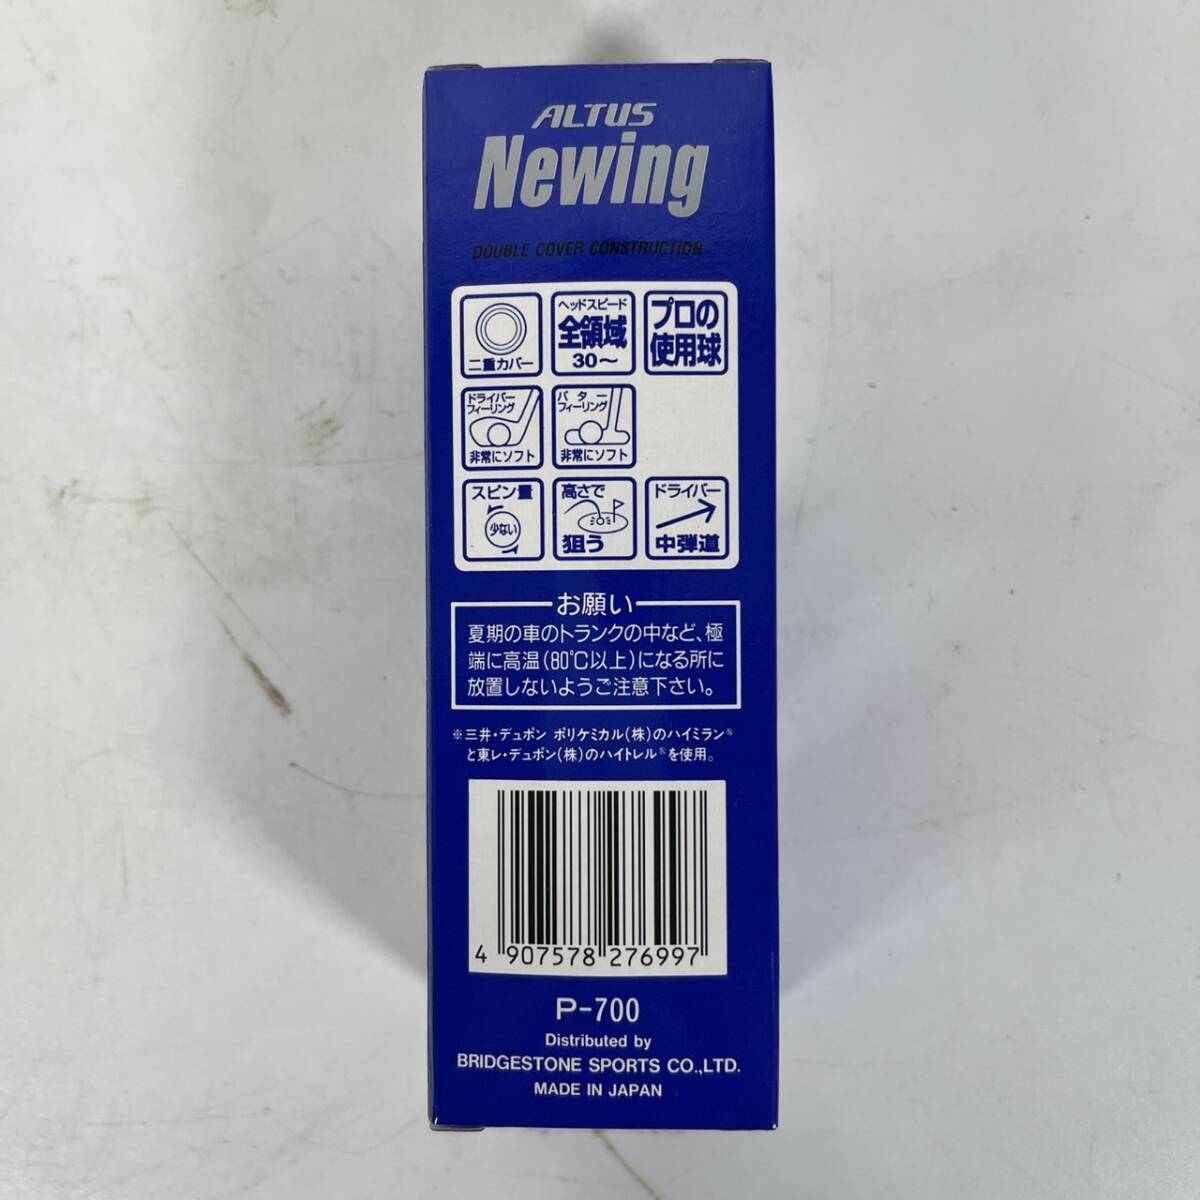 ALTUS
Newing
DOUBLE COVER CONSTRUCTION
二重カバー
ヘッドスピード
全領域
30～
プロの
使用球
ドライバー
フィーリング
非常にソフト
パター
フィーリング
非常にソフト
スピン量
少ない
高さで
狙う
ドライバー
中弾道
お願い
夏期の車のトランクの中など、極
端に高温(80℃以上)になる所に
放置しないようご注意下さい。
※三井・デュポン ポリケミカル(株)のハイミラン®
と東レ・デュポン(株)のハイトレル®を使用。
4 907578 276997
P-700
Distributed by
BRIDGESTONE SPORTS CO.,LTD.
MADE IN JAPAN